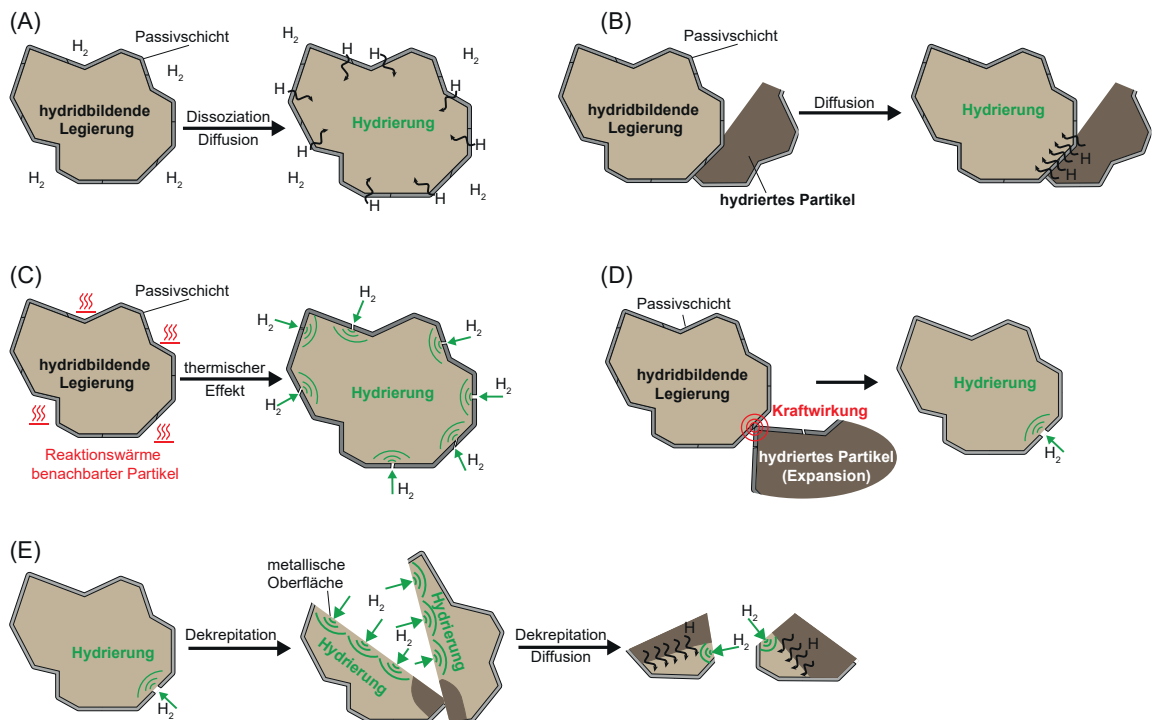 (A)
H2
Passivschicht
H2
hydridbildende
Legierung
H2
H2
Dissoziation
Diffusion
H2
H
H
H2
H
H
Hydrierung
H
H
H2
H
H
H2
(B)
Passivschicht
hydridbildende
Legierung
hydriertes Partikel
Diffusion
Hydrierung
H
H
(C)
Passivschicht
hydridbildende
Legierung
Reaktionswärme
benachbarter Partikel
thermischer
Effekt
H2
H2
H2
Hydrierung
H2
H2
H2
H2
(D)
Passivschicht
hydridbildende
Legierung
Kraftwirkung
hydriertes Partikel
(Expansion)
Hydrierung
H2
(E)
Hydrierung
H2
Dekrepitation
metallische
Oberfläche
H2
H2
Hydrierung
Hydrierung
Dekrepitation
Diffusion
H
H2
H2
H